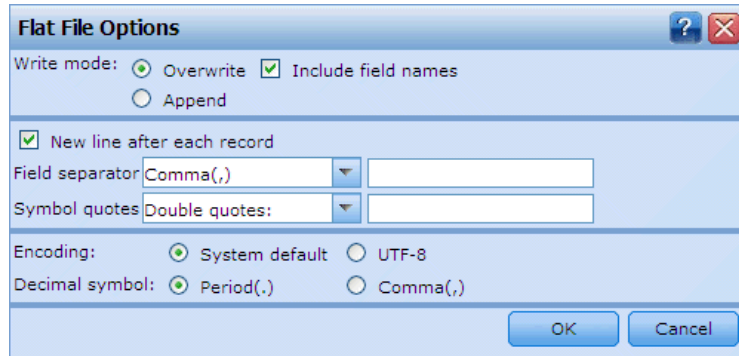 Flat File Options ?
Write mode: Overwrite Include field names
Append
New line after each record
Field separator Comma(,)
Symbol quotes Double quotes:
Encoding: System default UTF-8
Decimal symbol: Period(.) Comma(,)
OK Cancel